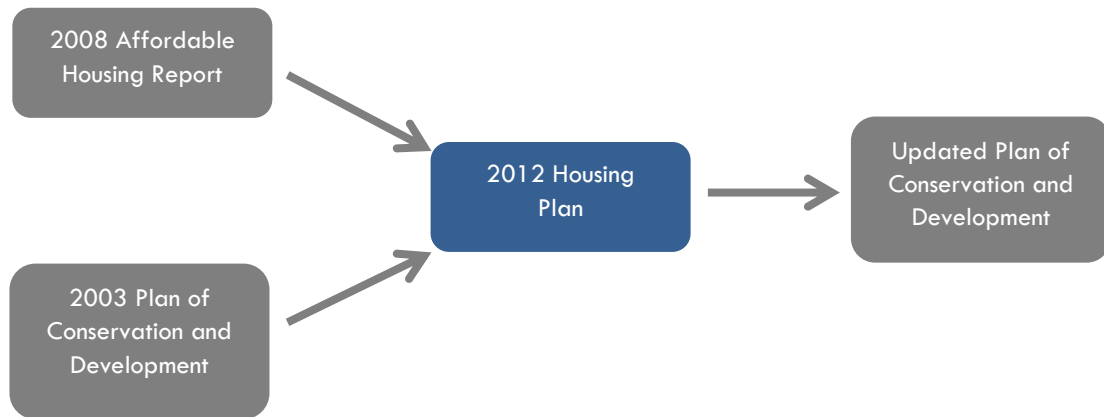 2008 Affordable
Housing Report
2012 Housing
Plan
Updated Plan of
Conservation and
Development
2003 Plan of
Conservation and
Development